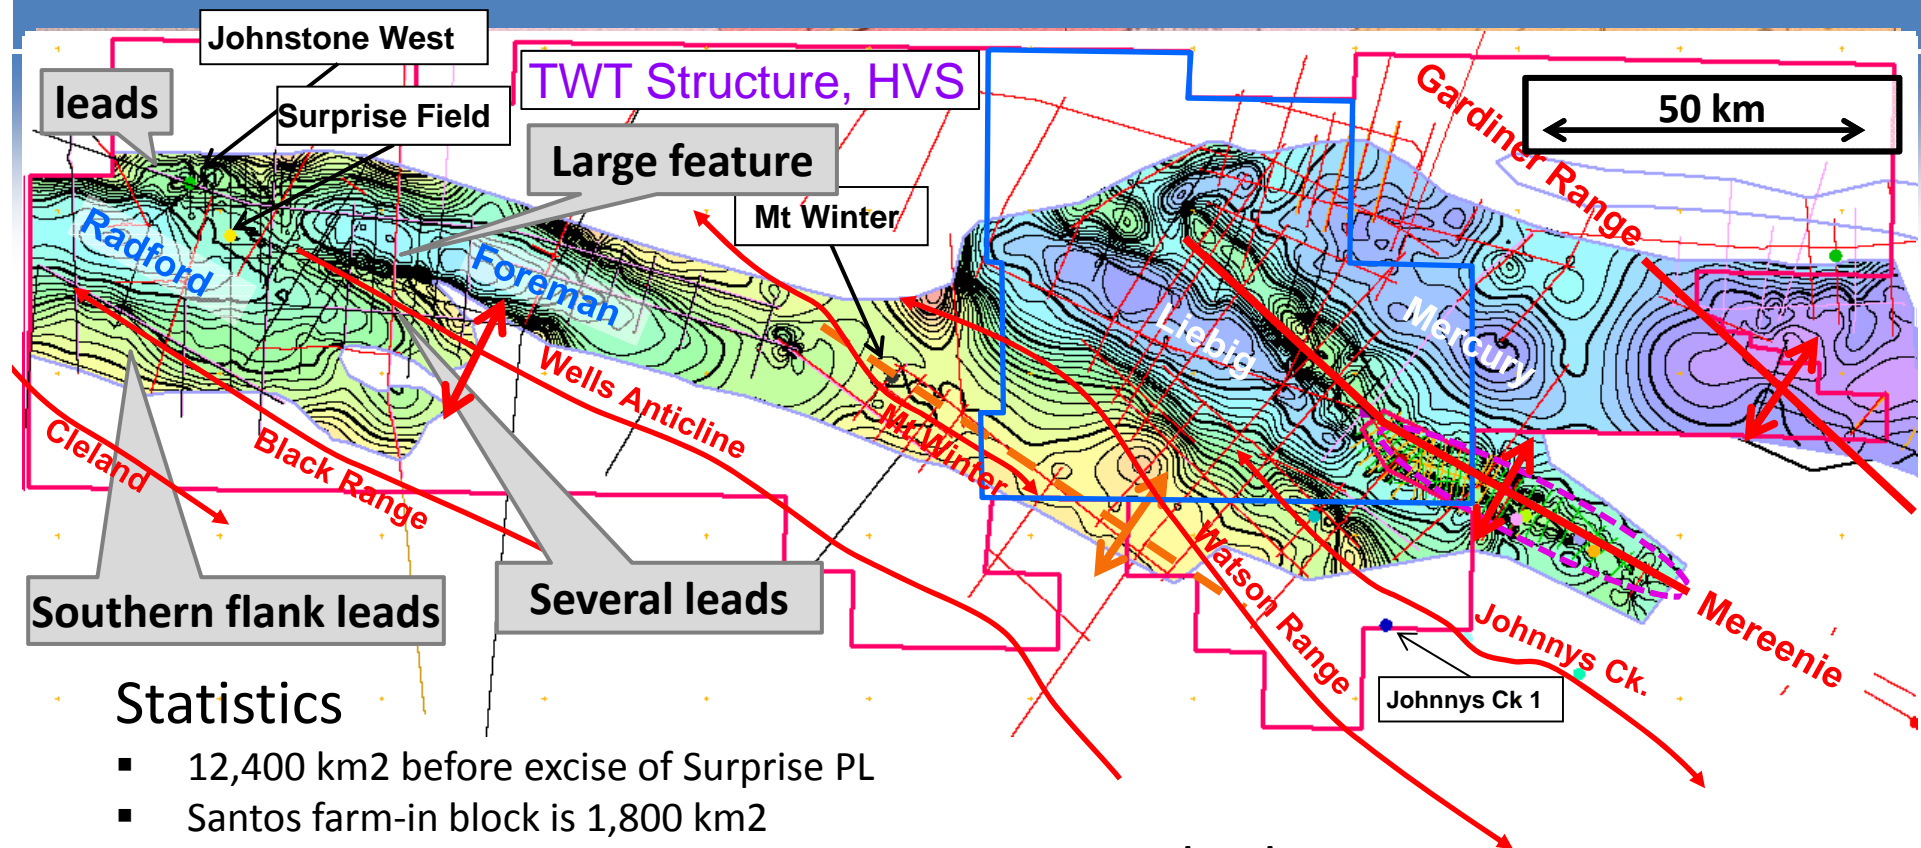 Johnstone West
leads
TWT Structure, HVS
Surprise Field
50 km
Gardiner Range
Large feature
Mt Winter
Radford
Foreman
Liebig
Mercury
Wells Anticline
Mt Winter
Cleland
Black Range
Southern flank leads
Several leads
Watson Range
Johnnys Ck.
Mereenie
Johnnys Ck 1
Statistics
▪ 12,400 km2 before excise of Surprise PL
▪ Santos farm-in block is 1,800 km2